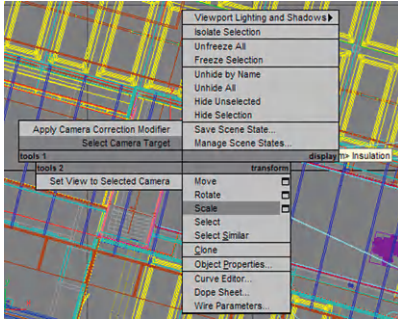 Viewport Lighting and Shadows
Isolate Selection
Unfreeze All
Freeze Selection
Unhide by Name
Unhide All
Hide Unselected
Hide Selection
Apply Camera Correction Modifier
Save Scene State...
Select Camera Target
Manage Scene States...
tools 1
display
m> Insulation
tools 2
transform
Set View to Selected Camera
Move
Rotate
Scale
Select
Select Similar
Clone
Object Properties...
Curve Editor...
Dope Sheet...
Wire Parameters...